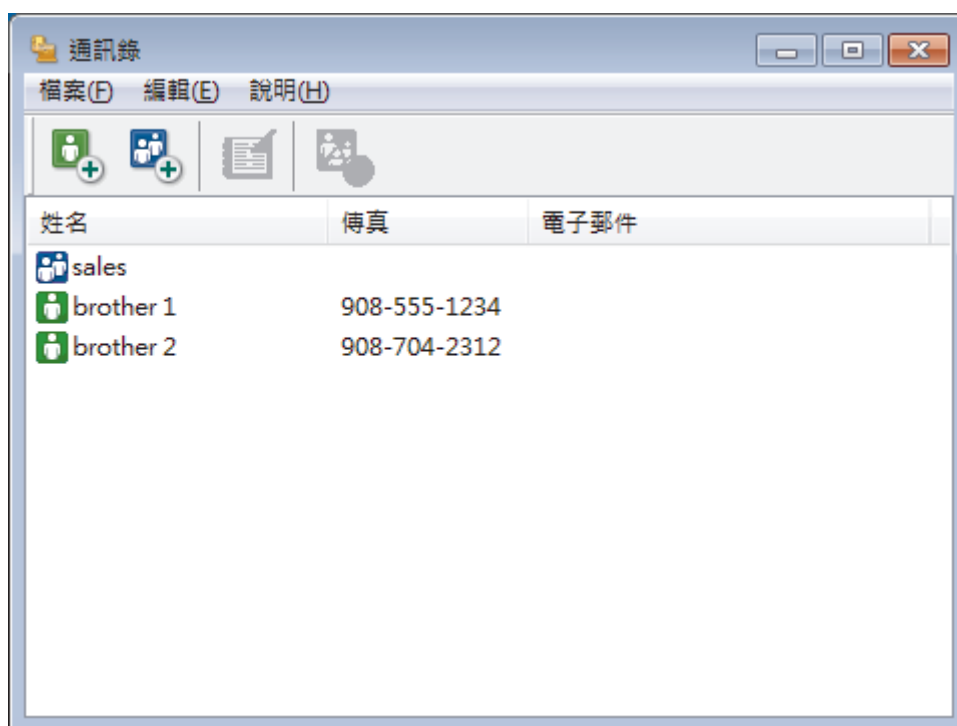 通訊錄
檔案(F) 編輯(E) 說明(H)
姓名 傳真 電子郵件
sales
brother 1 908-555-1234
brother 2 908-704-2312